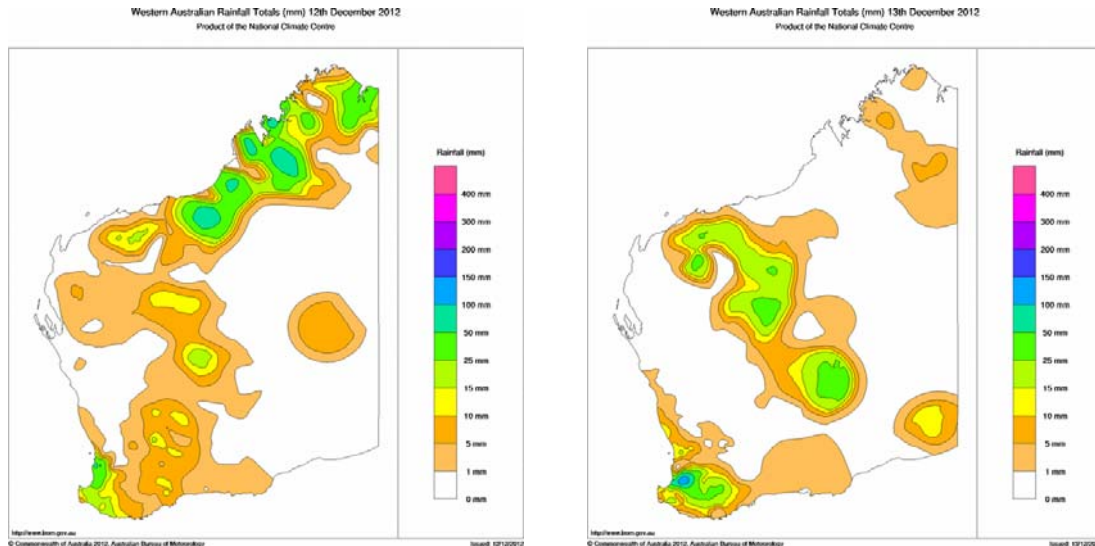 Western Australian Rainfall Totals (mm) 12th December 2012
Product of the National Climate Centre
Rainfall (mm)
400 mm
300 mm
200 mm
150 mm
100 mm
50 mm
25 mm
15 mm
10 mm
5 mm
1 mm
0 mm
http://www.bom.gov.au
© Commonwealth of Australia 2012, Australian Bureau of Meteorology
Issued: 12/12/2012
Western Australian Rainfall Totals (mm) 13th December 2012
Product of the National Climate Centre
Rainfall (mm)
400 mm
300 mm
200 mm
150 mm
100 mm
50 mm
25 mm
15 mm
10 mm
5 mm
1 mm
0 mm
http://www.bom.gov.au
© Commonwealth of Australia 2012, Australian Bureau of Meteorology